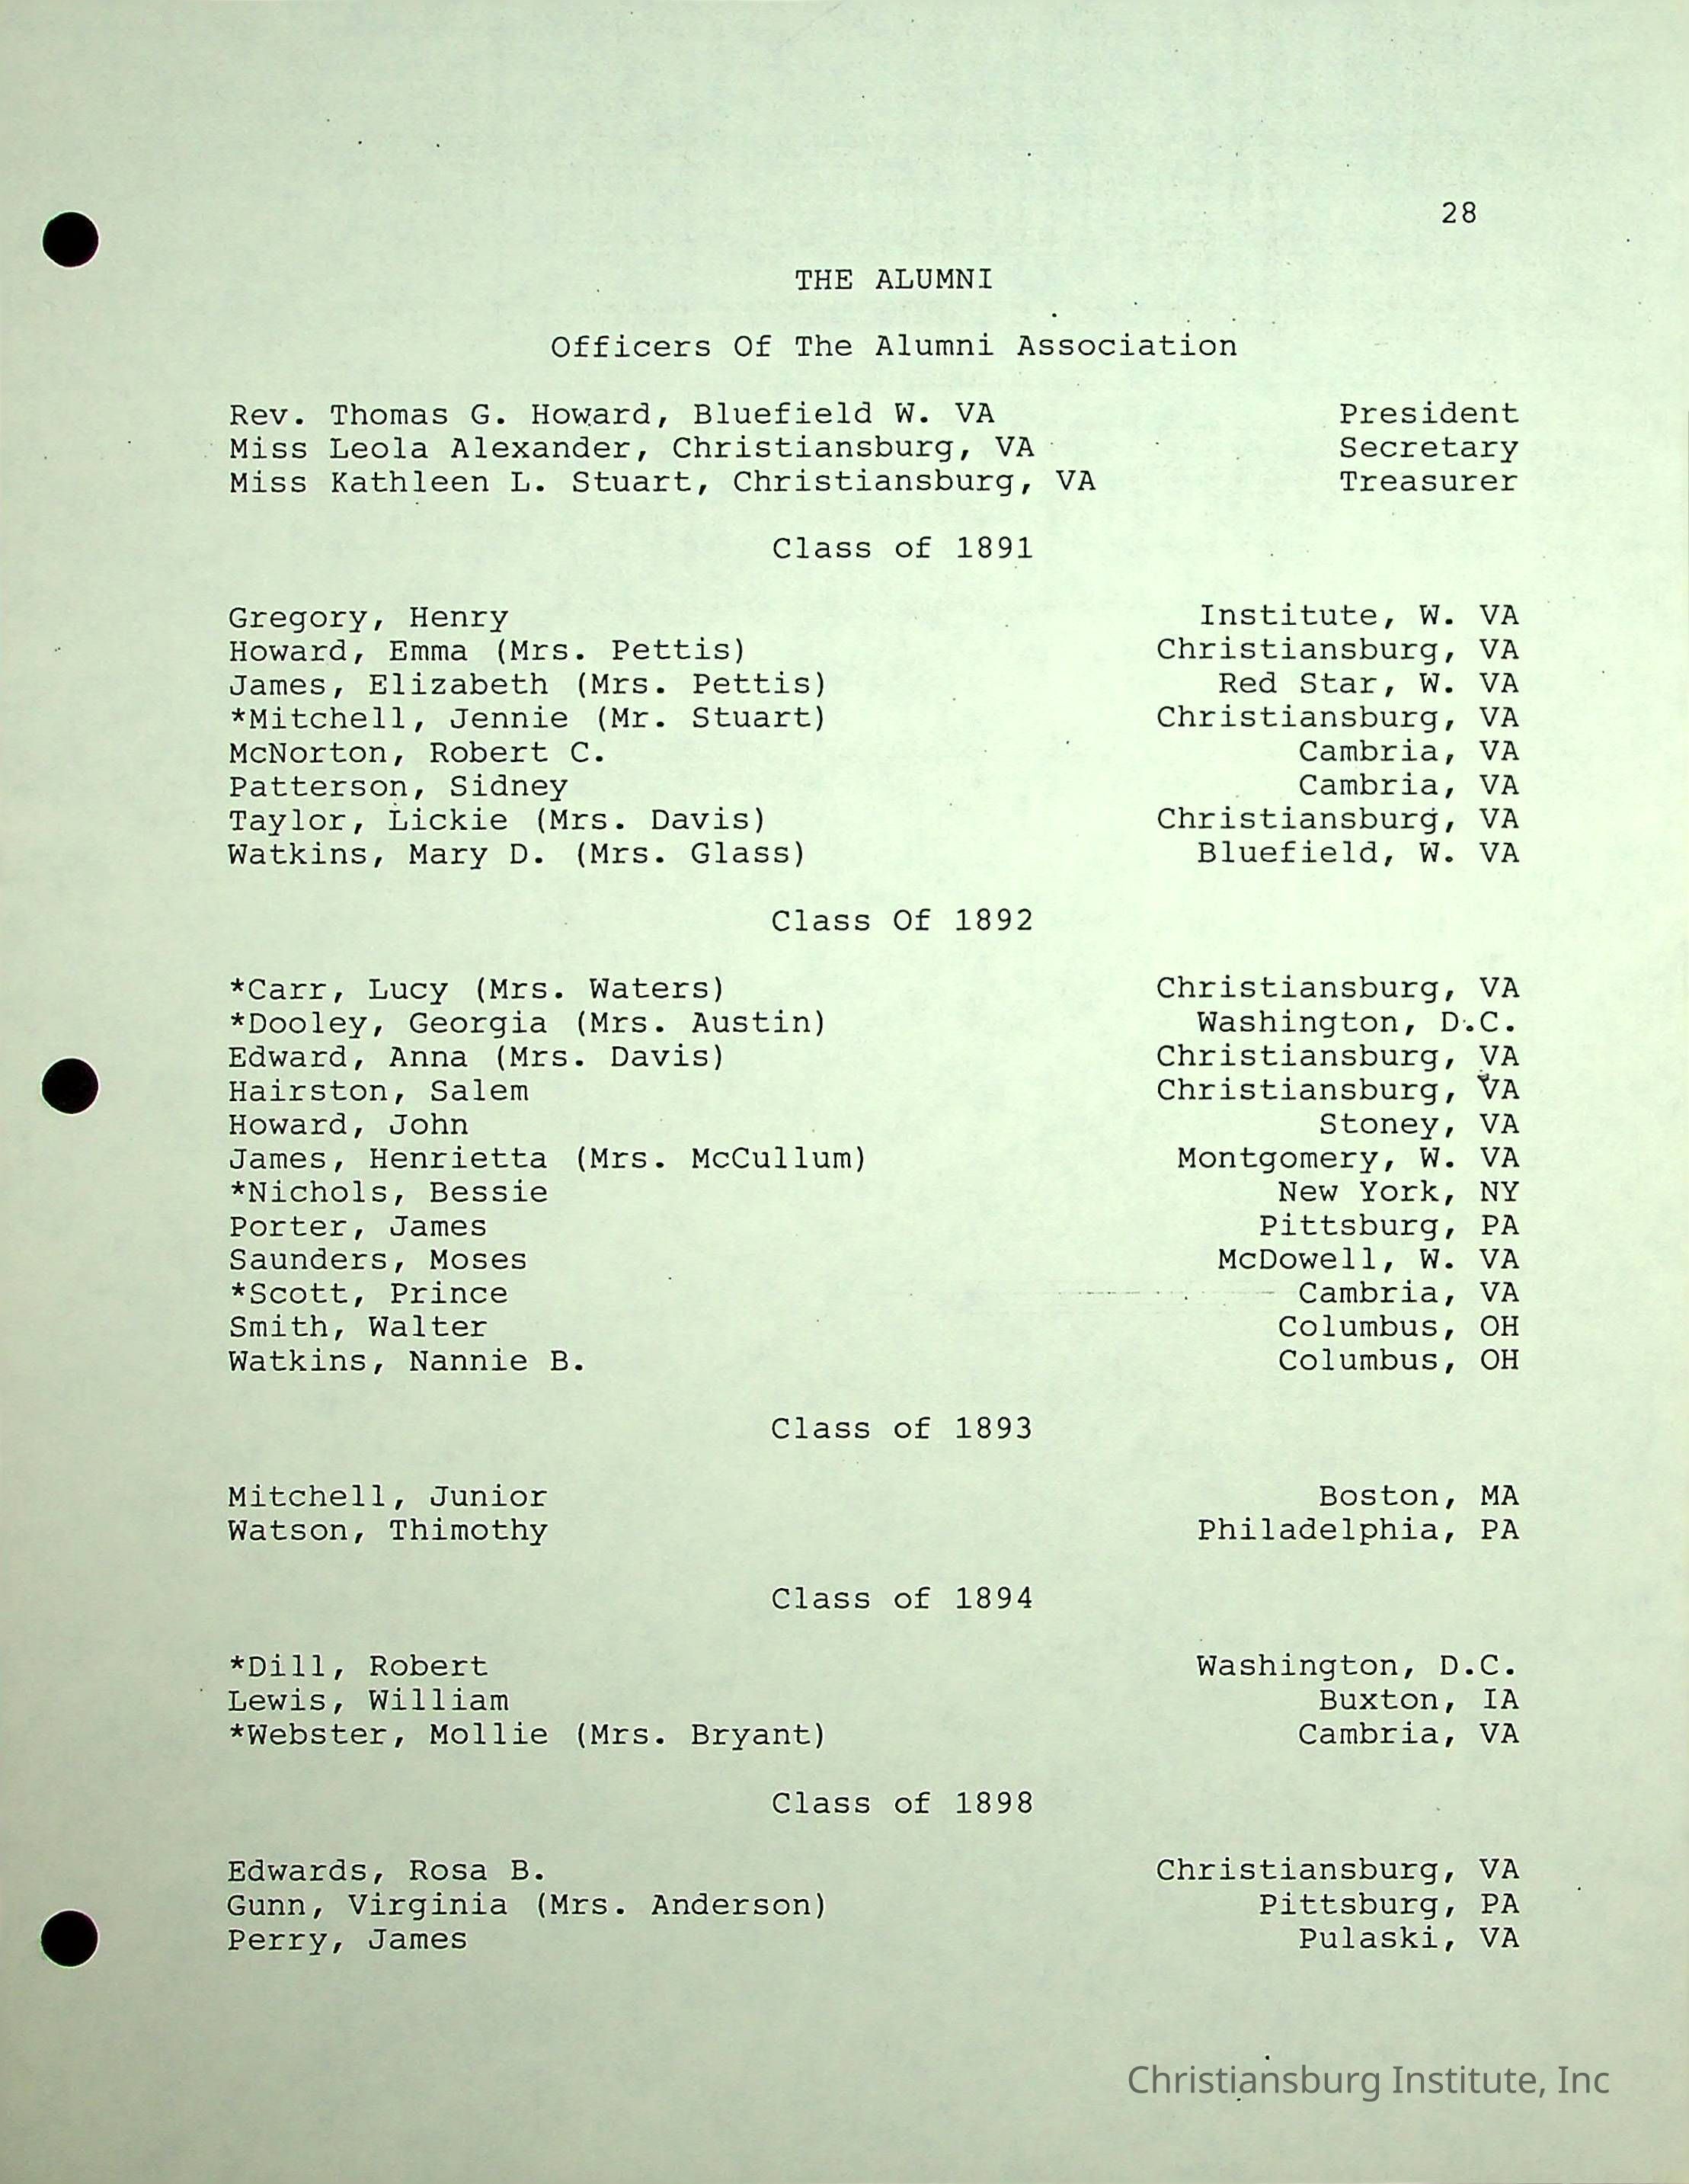 28
THE ALUMNI
Officers Of The Alumni Association
Rev. Thomas G. Howard, Bluefield W. VA President
Miss Leola Alexander, Christiansburg, VA Secretary
Miss Kathleen L. Stuart, Christiansburg, VA Treasurer
Class of 1891
Gregory, Henry Institute, W. VA
Howard, Emma (Mrs. Pettis) Christiansburg, VA
James, Elizabeth (Mrs. Pettis) Red Star, W. VA
*Mitchell, Jennie (Mr. Stuart) Christiansburg, VA
McNorton, Robert C. Cambria, VA
Patterson, Sidney Cambria, VA
Taylor, Lickie (Mrs. Davis) Christiansburg, VA
Watkins, Mary D. (Mrs. Glass) Bluefield, W. VA
Class Of 1892
*Carr, Lucy (Mrs. Waters) Christiansburg, VA
*Dooley, Georgia (Mrs. Austin) Washington, D.C.
Edward, Anna (Mrs. Davis) Christiansburg, VA
Hairston, Salem Christiansburg, VA
Howard, John Stoney, VA
James, Henrietta (Mrs. McCullum) Montgomery, W. VA
*Nichols, Bessie New York, NY
Porter, James Pittsburg, PA
Saunders, Moses McDowell, W. VA
*Scott, Prince Cambria, VA
Smith, Walter Columbus, OH
Watkins, Nannie B. Columbus, OH
Class of 1893
Mitchell, Junior Boston, MA
Watson, Thimothy Philadelphia, PA
Class of 1894
*Dill, Robert Washington, D.C.
Lewis, William Buxton, IA
*Webster, Mollie (Mrs. Bryant) Cambria, VA
Class of 1898
Edwards, Rosa B. Christiansburg, VA
Gunn, Virginia (Mrs. Anderson) Pittsburg, PA
Perry, James Pulaski, VA
Christiansburg Institute, Inc